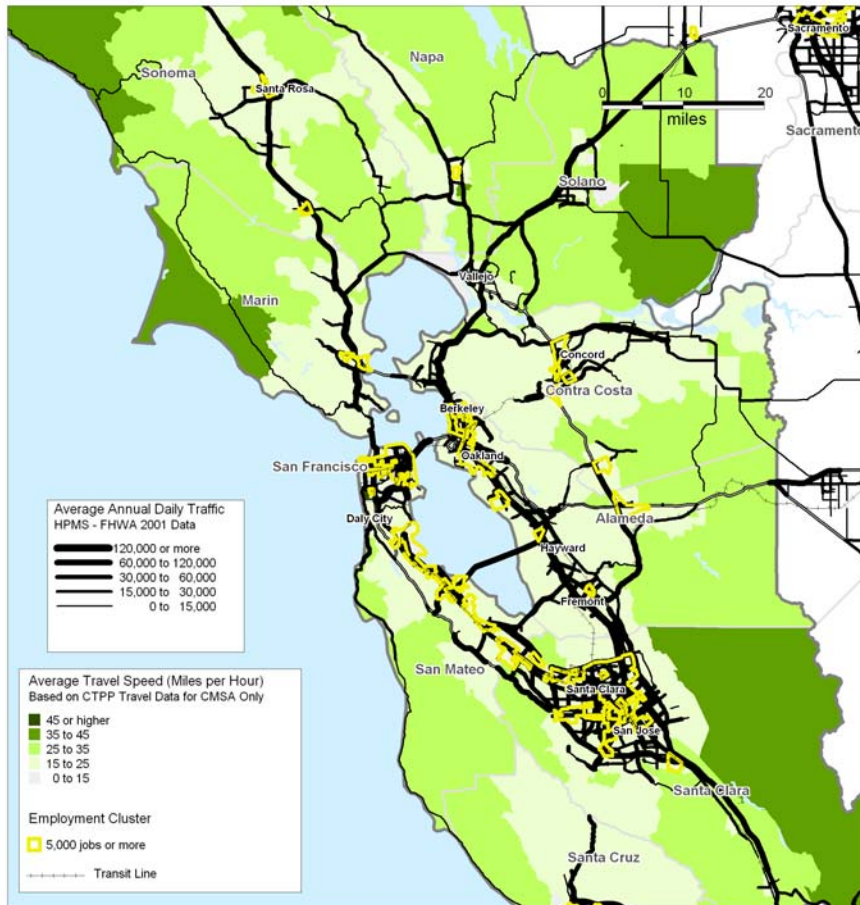 Sacramento
Napa
Sonoma
Santa Rosa
0 10 20
miles
Sacramento
Solano
Vallejo
Marin
Concord
Contra Costa
Berkeley
Oakland
San Francisco
Alameda
Daly City
Hayward
Fremont
San Mateo
Santa Clara
San Jose
Santa Clara
Santa Cruz
Average Annual Daily Traffic
HPMS - FHWA 2001 Data
120,000 or more
60,000 to 120,000
30,000 to 60,000
15,000 to 30,000
0 to 15,000
Average Travel Speed (Miles per Hour)
Based on CTPP Travel Data for CMSA Only
45 or higher
35 to 45
25 to 35
15 to 25
0 to 15
Employment Cluster
5,000 jobs or more
Transit Line